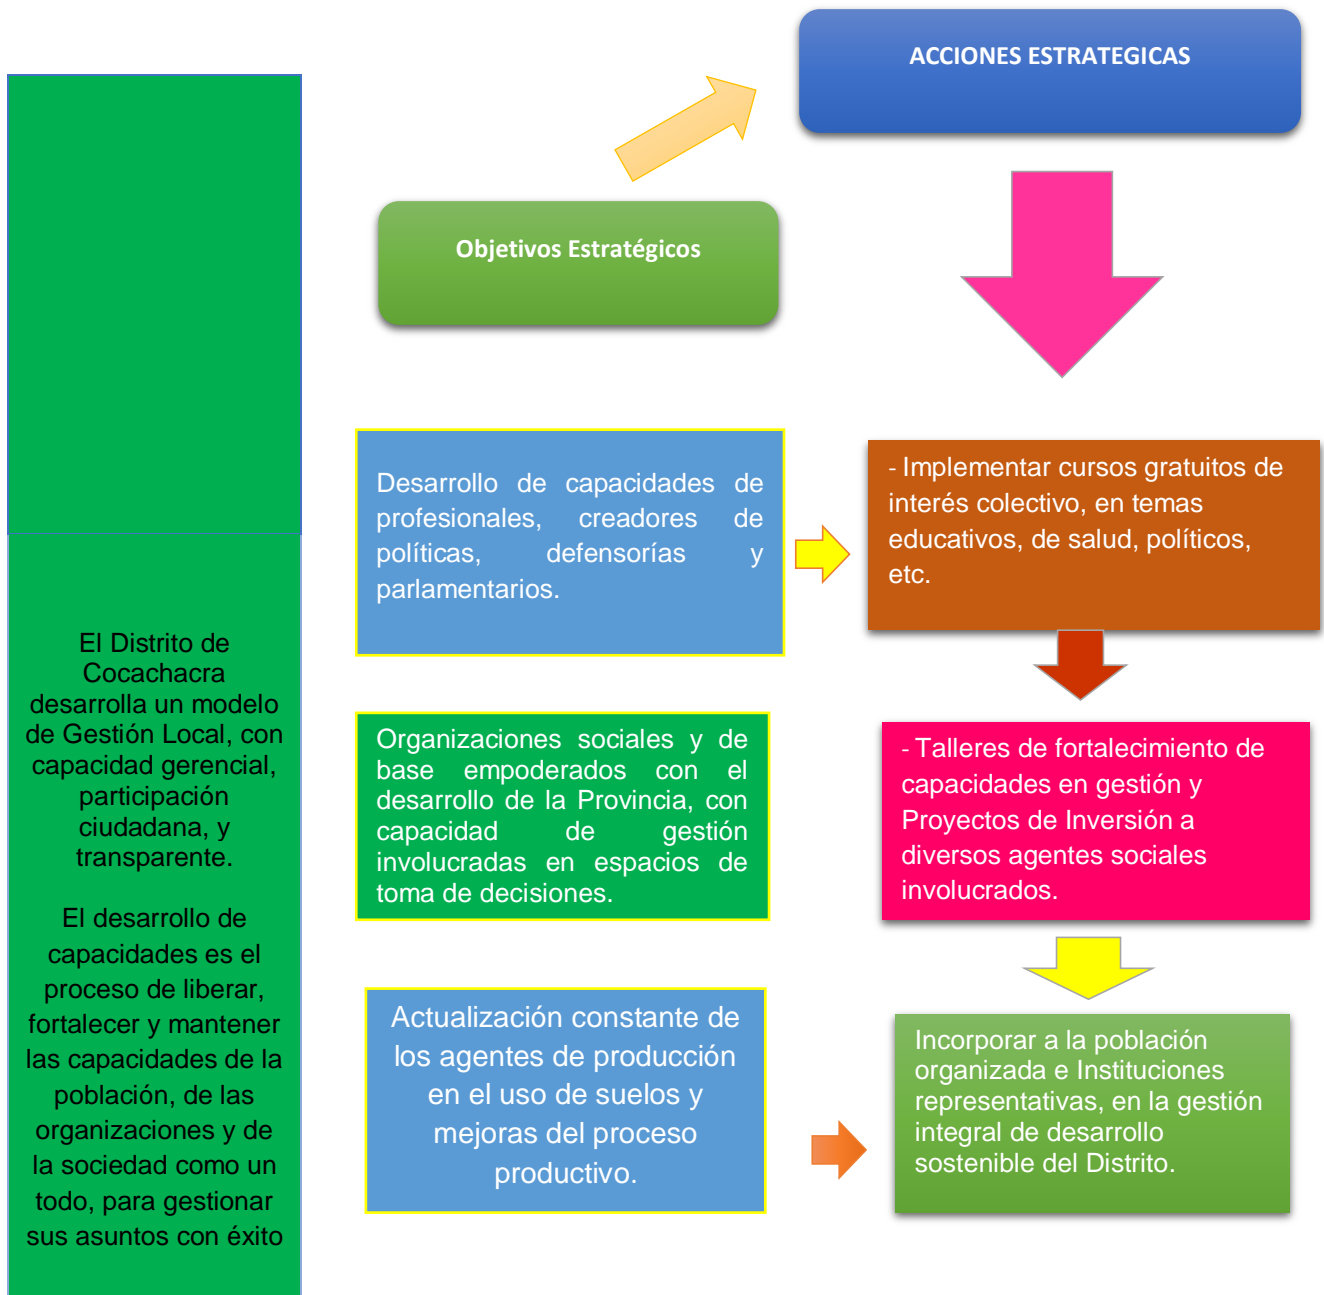 ACCIONES ESTRATEGICAS
Objetivos Estratégicos
El Distrito de
Cocachacra
desarrolla un modelo
de Gestión Local, con
capacidad gerencial,
participación
ciudadana, y
transparente.
El desarrollo de
capacidades es el
proceso de liberar,
fortalecer y mantener
las capacidades de la
población, de las
organizaciones y de
la sociedad como un
todo, para gestionar
sus asuntos con éxito
Desarrollo de capacidades de
profesionales, creadores de
políticas, defensorías y
parlamentarios.
- Implementar cursos gratuitos de
interés colectivo, en temas
educativos, de salud, políticos,
etc.
Organizaciones sociales y de
base empoderados con el
desarrollo de la Provincia, con
capacidad de gestión
involucradas en espacios de
toma de decisiones.
- Talleres de fortalecimiento de
capacidades en gestión y
Proyectos de Inversión a
diversos agentes sociales
involucrados.
Actualización constante de
los agentes de producción
en el uso de suelos y
mejoras del proceso
productivo.
Incorporar a la población
organizada e Instituciones
representativas, en la gestión
integral de desarrollo
sostenible del Distrito.